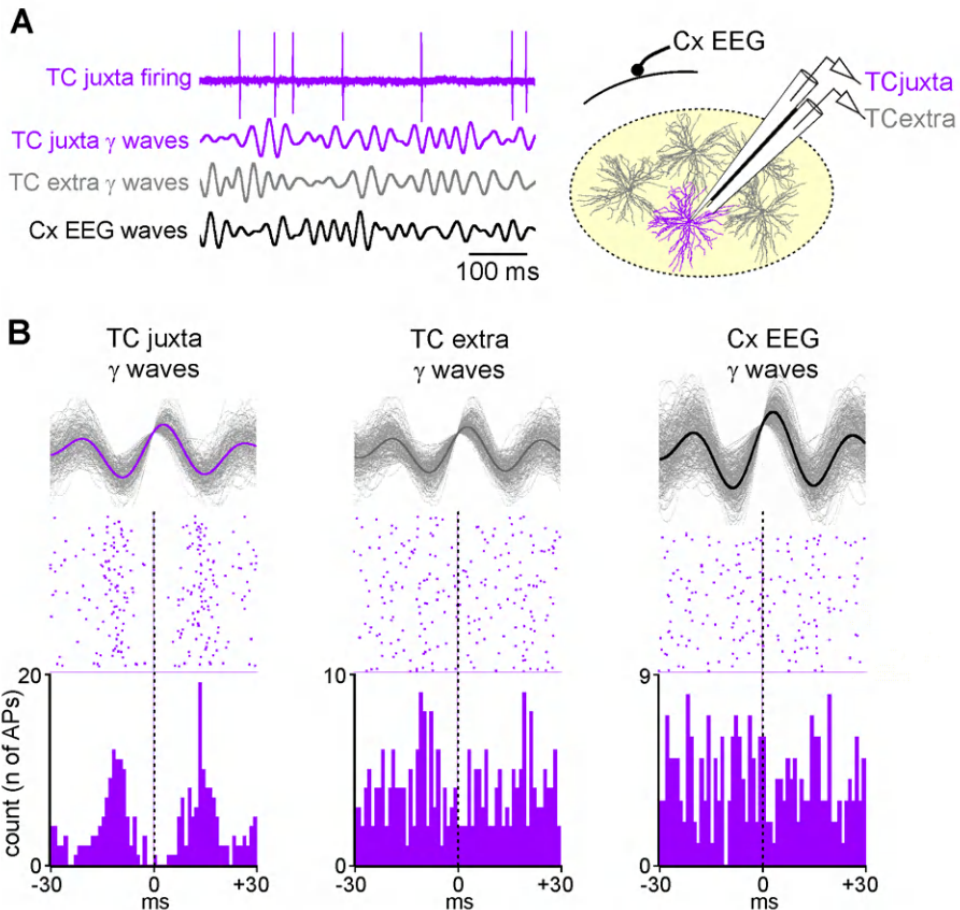 A
TC juxta firing
TC juxta γ waves
TC extra γ waves
Cx EEG waves
100 ms
Cx EEG
TCjuxta
TCextra
B
TC juxta
γ waves
TC extra
γ waves
Cx EEG
γ waves
count (n of APs)
20
10
0
-30
0
+30
ms
10
0
-30
0
+30
ms
9
0
-30
0
+30
ms